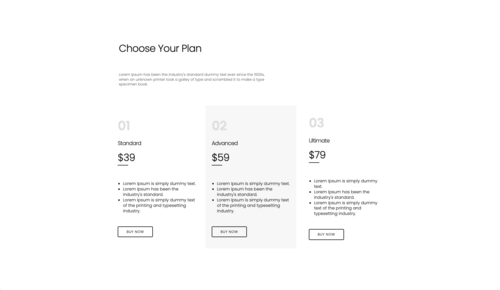 Choose Your Plan
Lorem Ipsum has been the industry's standard dummy text ever since the 1500s,
when an unknown printer took a galley of type and scrambled it to make a type
specimen book.
01
Standard
$39
Lorem Ipsum is simply dummy text.
Lorem Ipsum has been the
industry's standard.
Lorem Ipsum is simply dummy text
of the printing and typesetting
industry.
BUY NOW
02
Advanced
$59
Lorem Ipsum is simply dummy text.
Lorem Ipsum has been the
industry's standard.
Lorem Ipsum is simply dummy text
of the printing and typesetting
industry.
BUY NOW
03
Ultimate
$79
Lorem Ipsum is simply dummy
text.
Lorem Ipsum has been the
industry's standard.
Lorem Ipsum is simply dummy
text of the printing and
typesetting industry.
BUY NOW